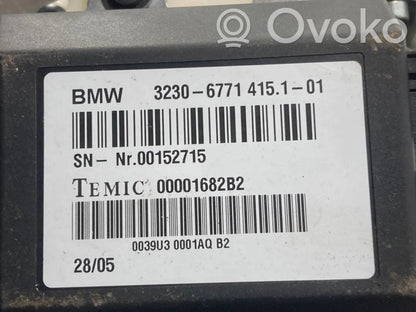 Ovoko
BMW 3230-6771 415.1-01
SN- Nr.00152715
TEMIC 00001682B2
0039U3 0001AQ B2
28/05